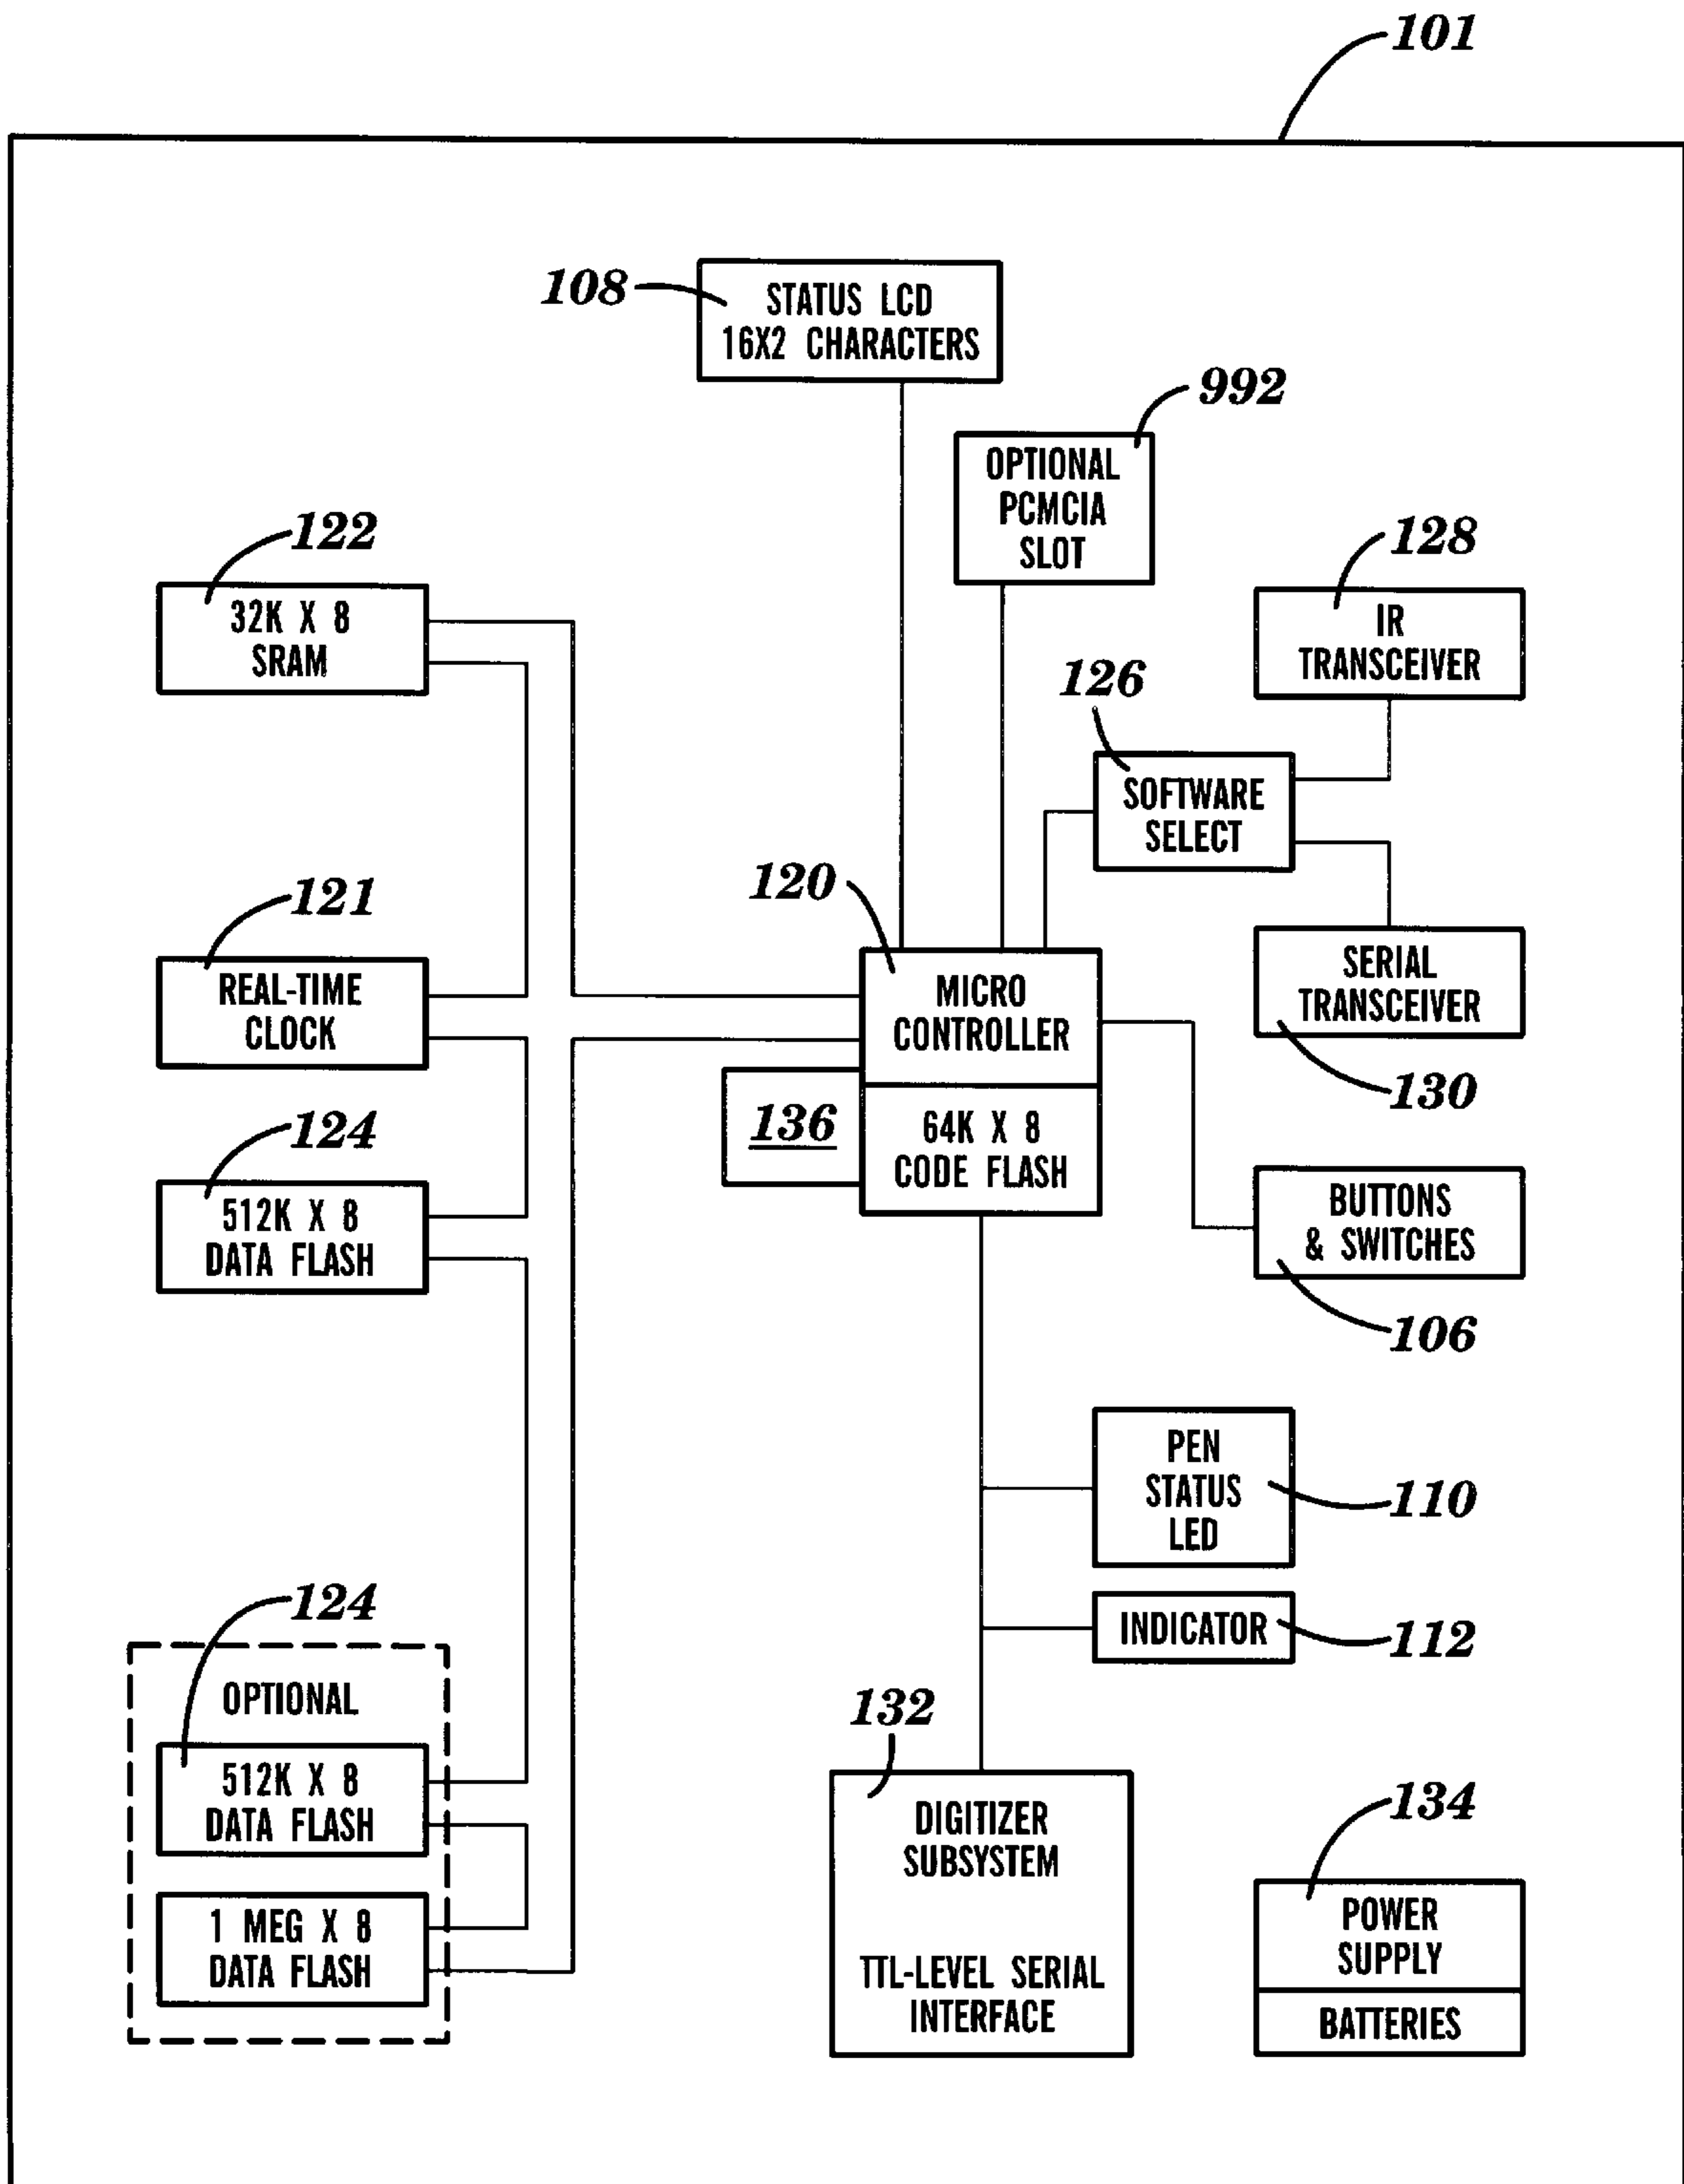 101
108
STATUS LCD
16X2 CHARACTERS
992
OPTIONAL
PCMCIA
SLOT
122
32K X 8
SRAM
128
IR
TRANSCEIVER
126
SOFTWARE
SELECT
121
REAL-TIME
CLOCK
120
MICRO
CONTROLLER
SERIAL
TRANSCEIVER
130
136
64K X 8
CODE FLASH
124
512K X 8
DATA FLASH
BUTTONS
& SWITCHES
106
PEN
STATUS
LED
110
INDICATOR
112
124
OPTIONAL
512K X 8
DATA FLASH
1 MEG X 8
DATA FLASH
132
DIGITIZER
SUBSYSTEM
TTL-LEVEL SERIAL
INTERFACE
134
POWER
SUPPLY
BATTERIES